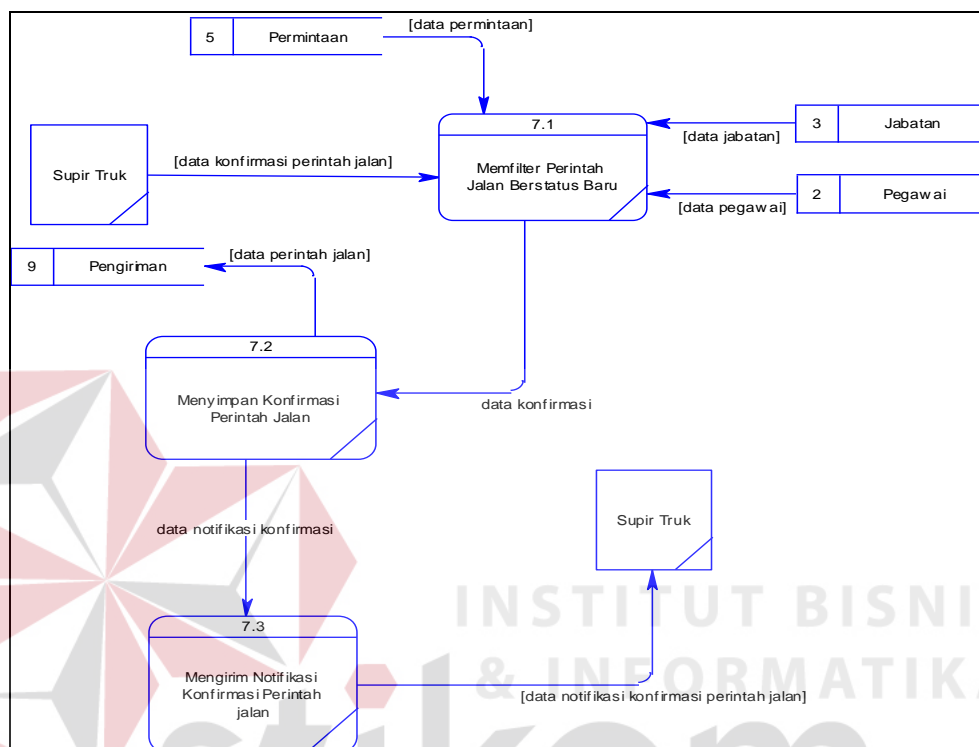 [data permintaan]
5 Permintaan
7.1
Memfilter Perintah
Jalan Berstatus Baru
3 Jabatan
[data jabatan]
[data konfirmasi perintah jalan]
Supir Truk
2 Pegawai
[data pegawai]
[data perintah jalan]
9 Pengiriman
7.2
Menyimpan Konfirmasi
Perintah Jalan
data konfirmasi
data notifikasi konfirmasi
Supir Truk
INSTITUT BISNI
7.3
Mengirim Notifikasi
Konfirmasi Perintah
jalan
& INFORMATIKA
[data notifikasi konfirmasi perintah jalan]
stikom